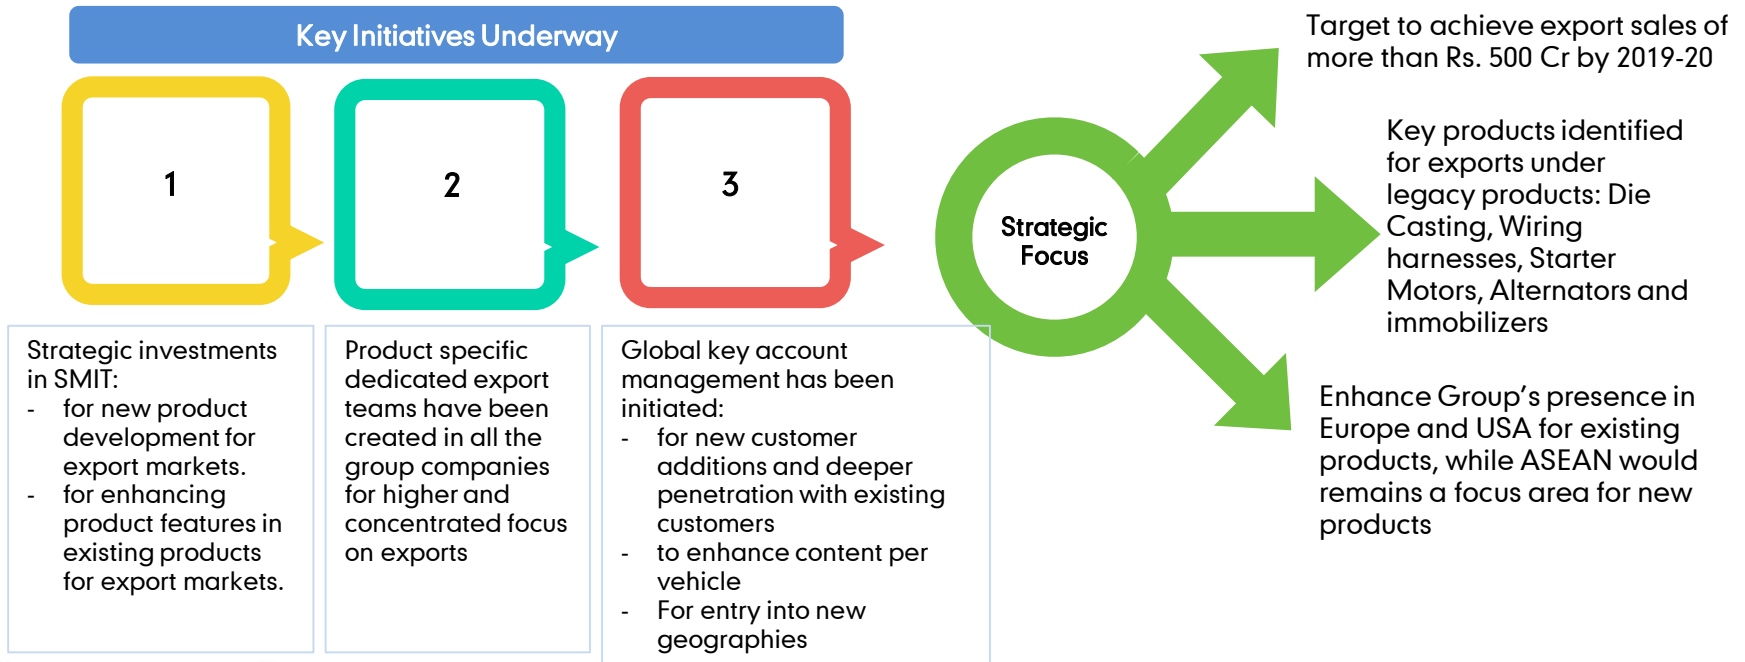 Key Initiatives Underway
1
2
3
Strategic investments
in SMIT:
- for new product
development for
export markets.
- for enhancing
product features in
existing products
for export markets.
Product specific
dedicated export
teams have been
created in all the
group companies
for higher and
concentrated focus
on exports
Global key account
management has been
initiated:
- for new customer
additions and deeper
penetration with existing
customers
- to enhance content per
vehicle
- For entry into new
geographies
Strategic
Focus
Target to achieve export sales of
more than Rs. 500 Cr by 2019-20
Key products identified
for exports under
legacy products: Die
Casting, Wiring
harnesses, Starter
Motors, Alternators and
immobilizers
Enhance Group’s presence in
Europe and USA for existing
products, while ASEAN would
remains a focus area for new
products